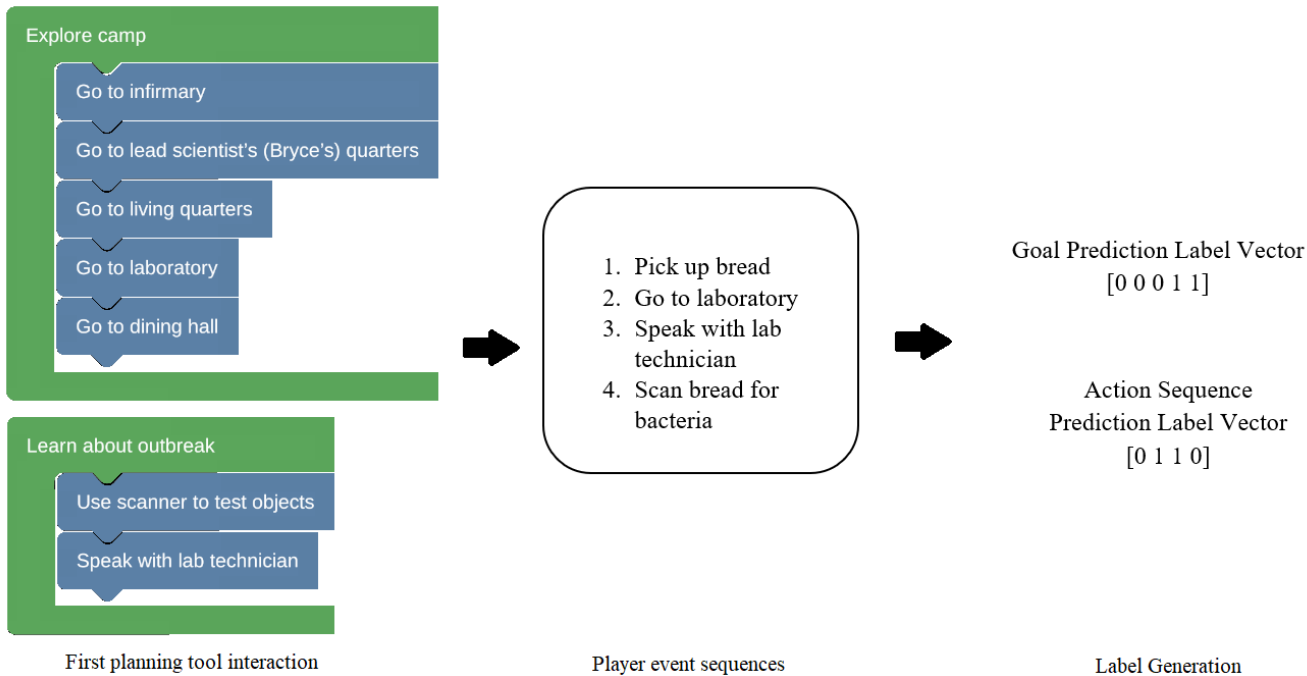 Explore camp
Go to infirmary
Go to lead scientist's (Bryce's) quarters
Go to living quarters
Go to laboratory
Go to dining hall
Learn about outbreak
Use scanner to test objects
Speak with lab technician
First planning tool interaction
1. Pick up bread
2. Go to laboratory
3. Speak with lab
technician
4. Scan bread for
bacteria
Player event sequences
Goal Prediction Label Vector
[0 0 0 1 1]
Action Sequence
Prediction Label Vector
[0 1 1 0]
Label Generation